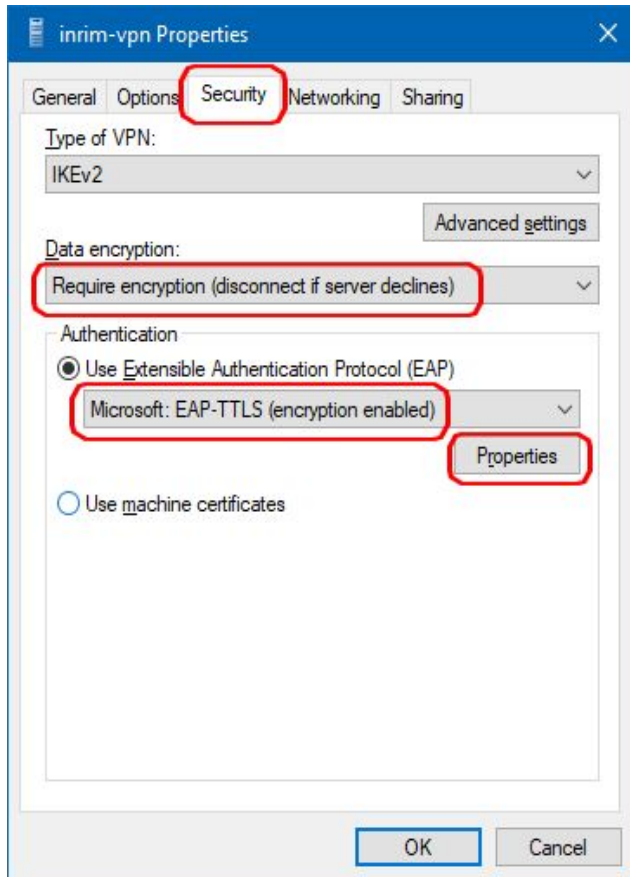 inrim-vpn Properties
General Options Security Networking Sharing
Type of VPN:
IKEv2
Advanced settings
Data encryption:
Require encryption (disconnect if server declines)
Authentication
Use Extensible Authentication Protocol (EAP)
Microsoft: EAP-TTLS (encryption enabled)
Properties
Use machine certificates
OK Cancel